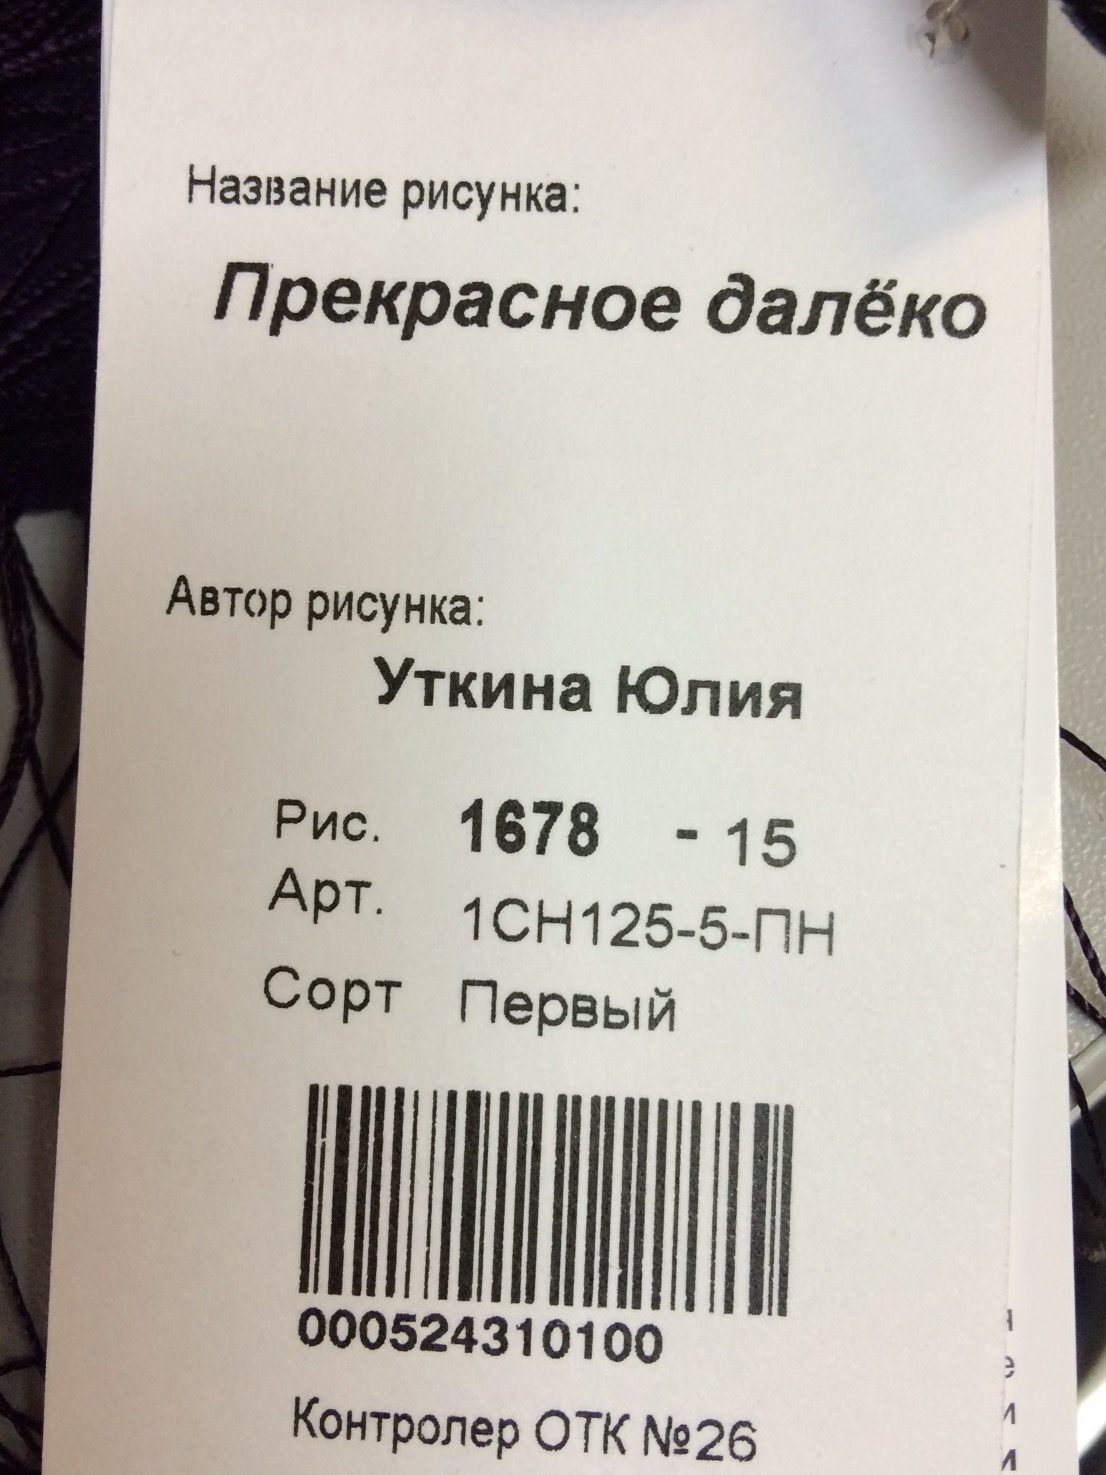 Название рисунка:
Прекрасное далёко
Автор рисунка:
Уткина Юлия
Рис. 1678 - 15
Арт. 1СН125-5-ПН
Сорт Первый
000524310100
Контролер ОТК №26